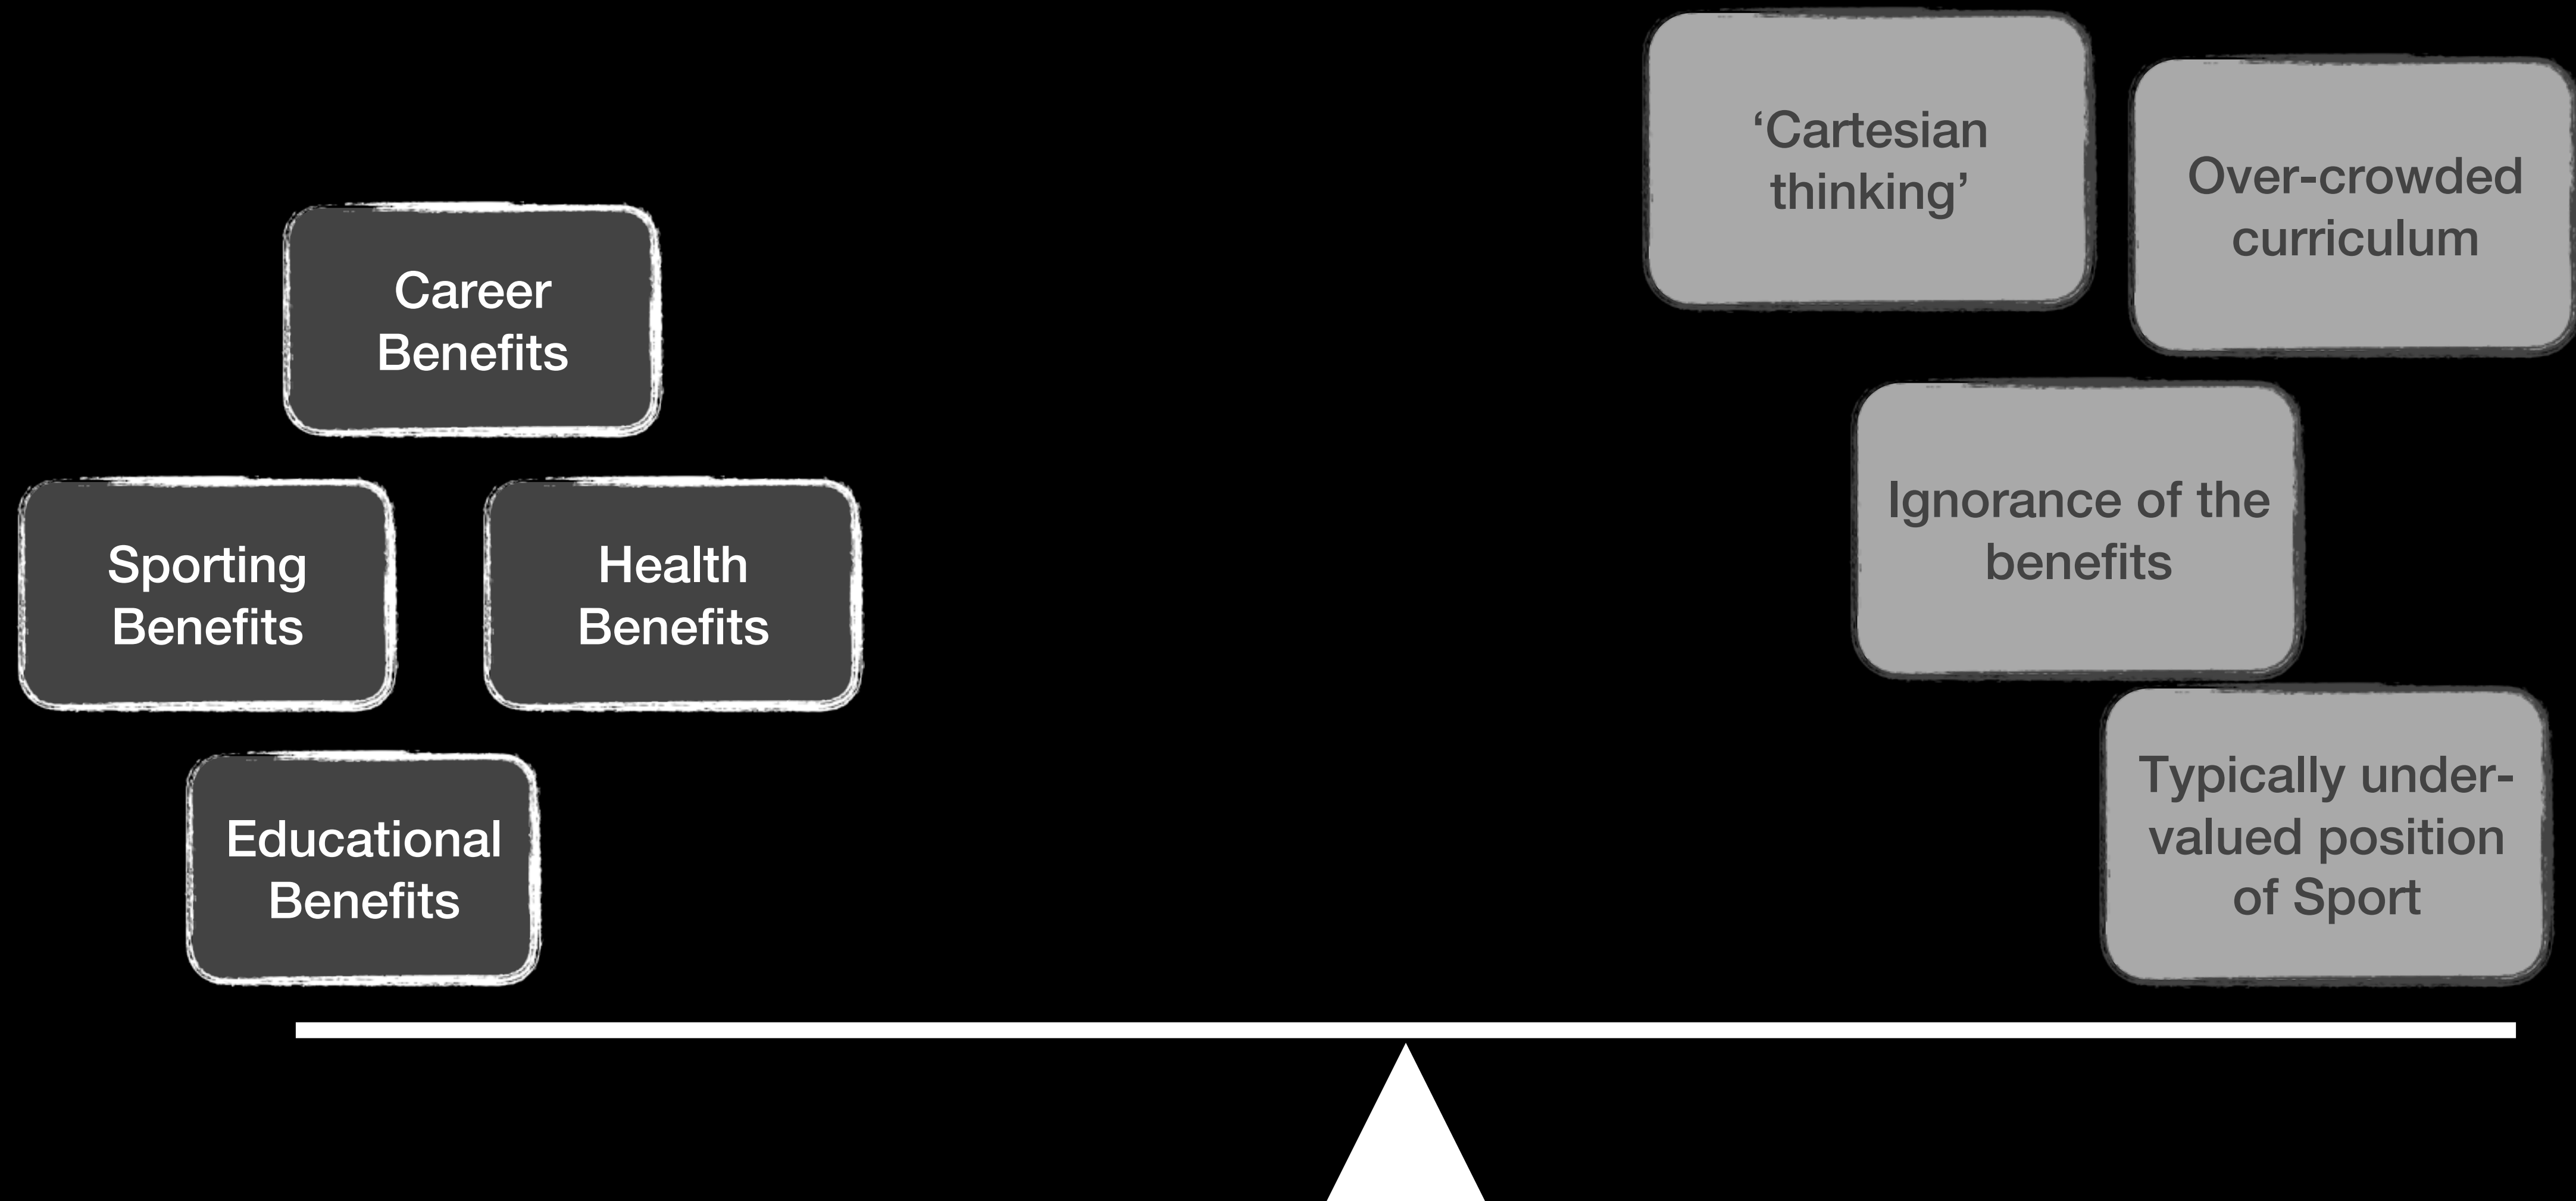 Career
Benefits
Sporting
Benefits
Health
Benefits
Educational
Benefits
‘Cartesian
thinking’
Over-crowded
curriculum
Ignorance of the
benefits
Typically under-
valued position
of Sport